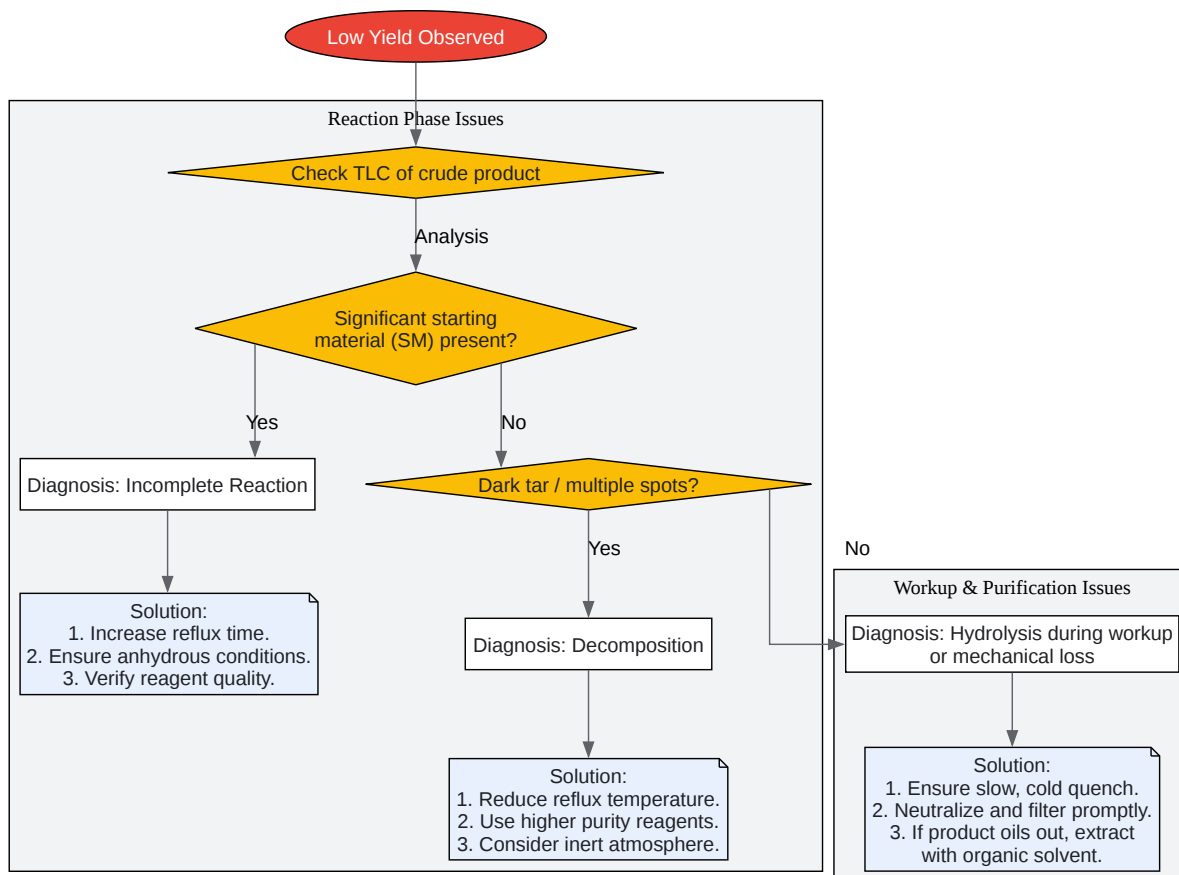 Low Yield Observed
Reaction Phase Issues
Check TLC of crude product
Analysis
Significant starting
material (SM) present?
Yes
No
Diagnosis: Incomplete Reaction
Dark tar / multiple spots?
Yes
No
Solution:
1. Increase reflux time.
2. Ensure anhydrous conditions.
3. Verify reagent quality.
Diagnosis: Decomposition
Solution:
1. Reduce reflux temperature.
2. Use higher purity reagents.
3. Consider inert atmosphere.
Workup & Purification Issues
Diagnosis: Hydrolysis during workup
or mechanical loss
Solution:
1. Ensure slow, cold quench.
2. Neutralize and filter promptly.
3. If product oils out, extract
with organic solvent.